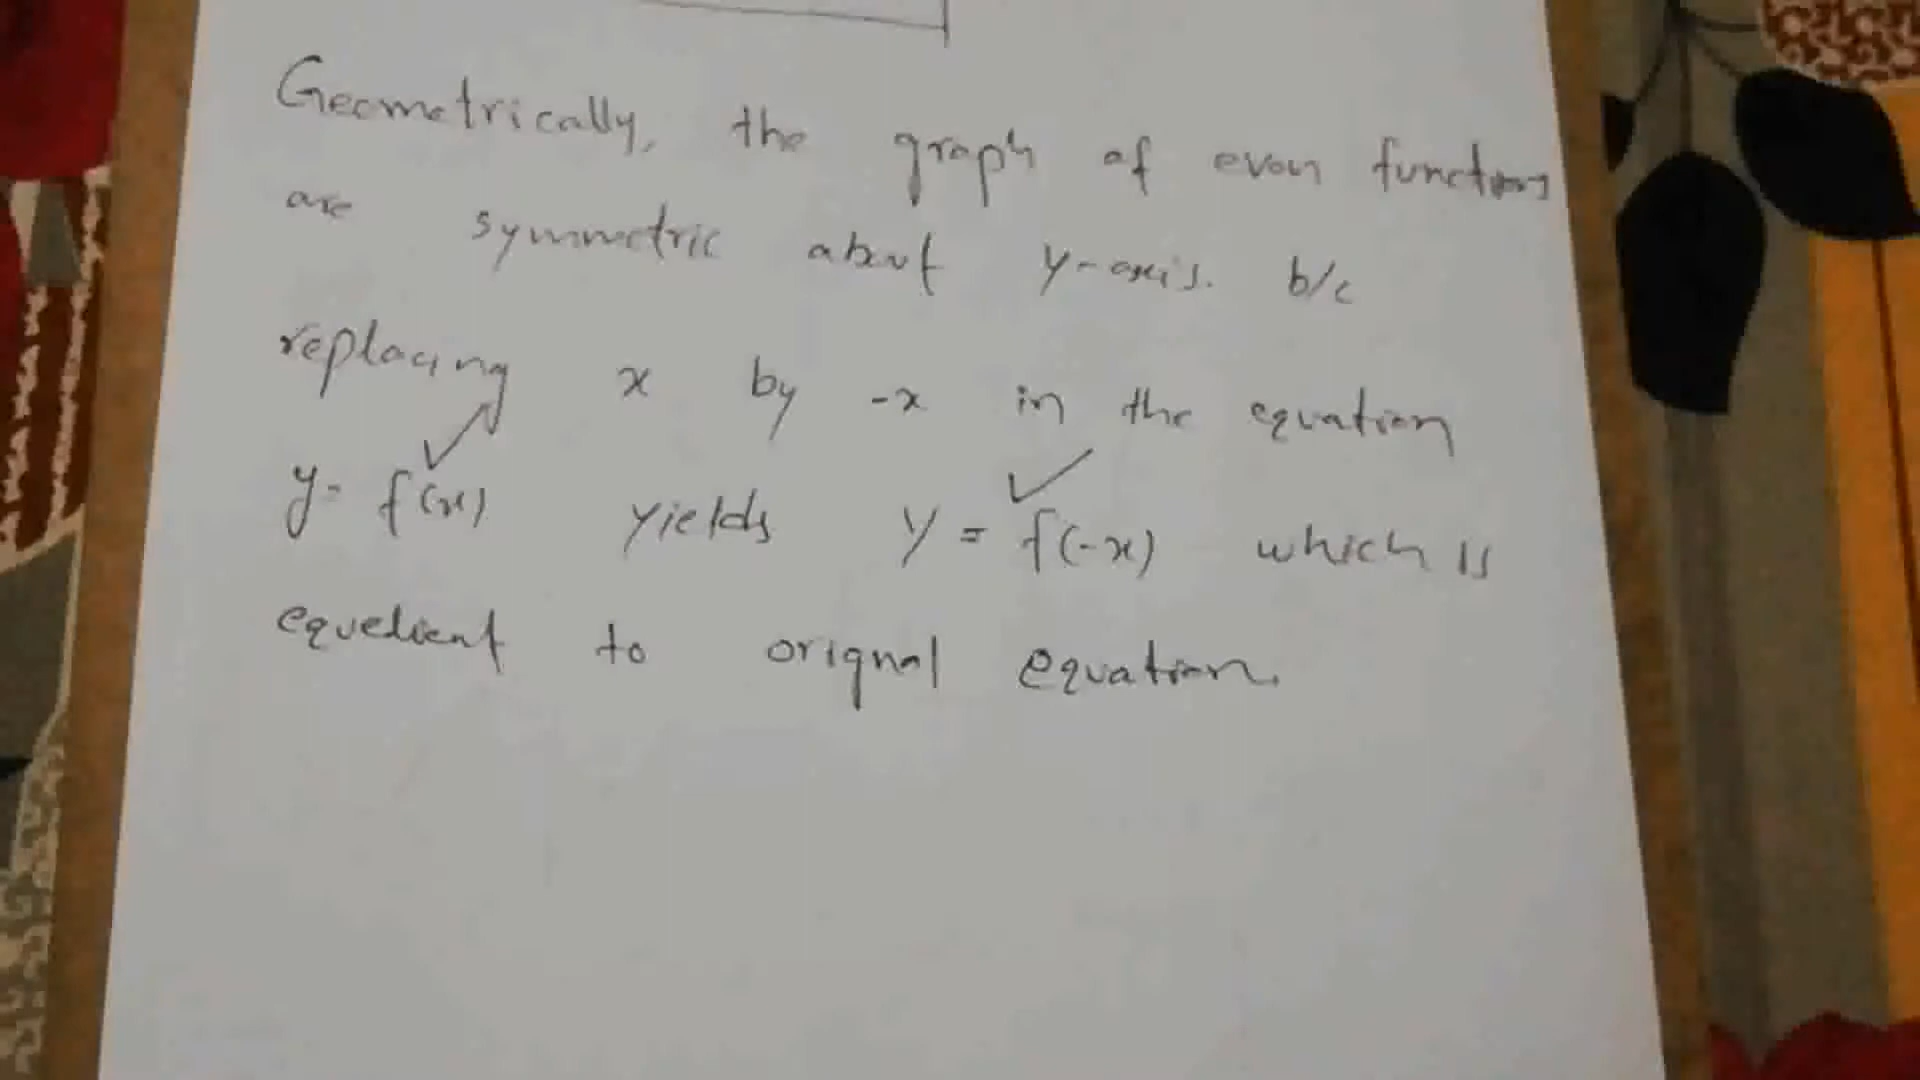 Geometrically, the graph of even functions
are symmetric about y-axis. b/c
replacing x by -x in the equation
y= f(x) yields y = f(-x) which is
equelient to orignal equation.